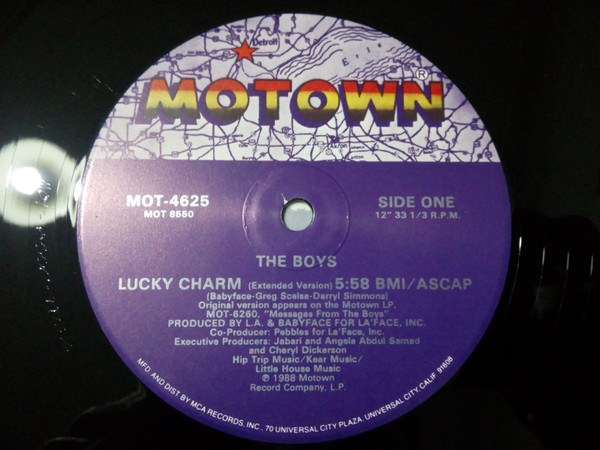 Detroit
E r i e
MOTOWN®
Akron
MOT-4625
MOT 8550
SIDE ONE
12" 33 1/3 R.P.M.
THE BOYS
LUCKY CHARM (Extended Version) 5:58 BMI/ASCAP
(Babyface-Greg Scelsa-Darryl Simmons)
Original version appears on the Motown LP.
MOT-6260, "Messages From The Boys"
PRODUCED BY L.A. & BABYFACE FOR LA'FACE, INC.
Co-Producer: Pebbles for La'Face, Inc.
Executive Producers: Jabari and Angela Abdul Samad
and Cheryl Dickerson
Hip Trip Music/Kear Music/
Little House Music
℗ 1988 Motown
Record Company, L.P.
MFD. AND DIST. BY MCA RECORDS, INC., 70 UNIVERSAL CITY PLAZA, UNIVERSAL CITY, CALIF. 91608